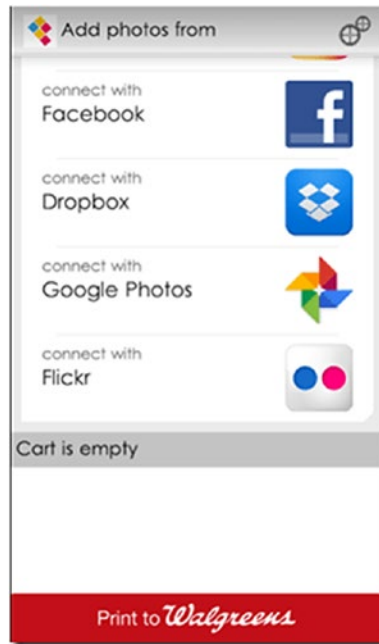 Add photos from
connect with
Facebook
connect with
Dropbox
connect with
Google Photos
connect with
Flickr
Cart is empty
Print to Walgreens